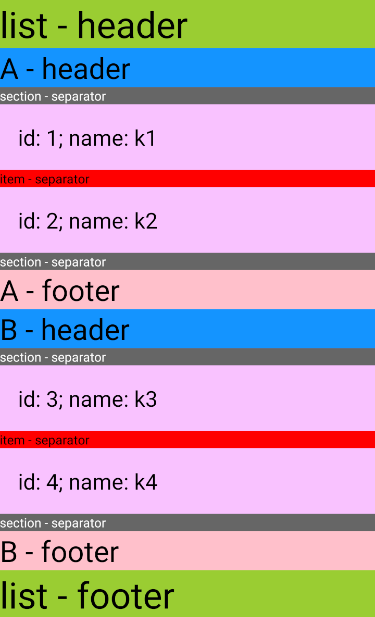 list - header
A - header
section - separator
id: 1; name: k1
item - separator
id: 2; name: k2
section - separator
A - footer
B - header
section - separator
id: 3; name: k3
item - separator
id: 4; name: k4
section - separator
B - footer
list - footer